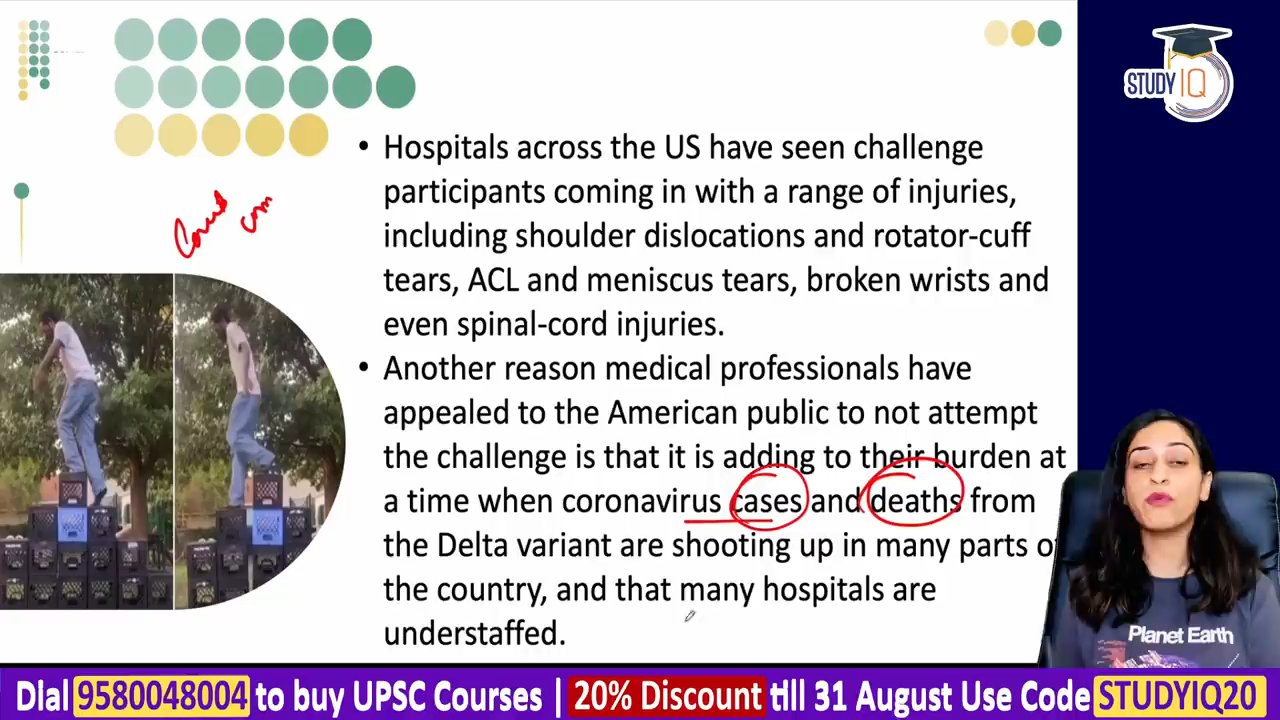 STUDY IQ
• Hospitals across the US have seen challenge
participants coming in with a range of injuries,
including shoulder dislocations and rotator-cuff
tears, ACL and meniscus tears, broken wrists and
even spinal-cord injuries.
• Another reason medical professionals have
appealed to the American public to not attempt
the challenge is that it is adding to their burden at
a time when coronavirus cases and deaths from
the Delta variant are shooting up in many parts of
the country, and that many hospitals are
understaffed.
Planet Earth
Dial 9580048004 to buy UPSC Courses | 20% Discount till 31 August Use Code STUDYIQ20